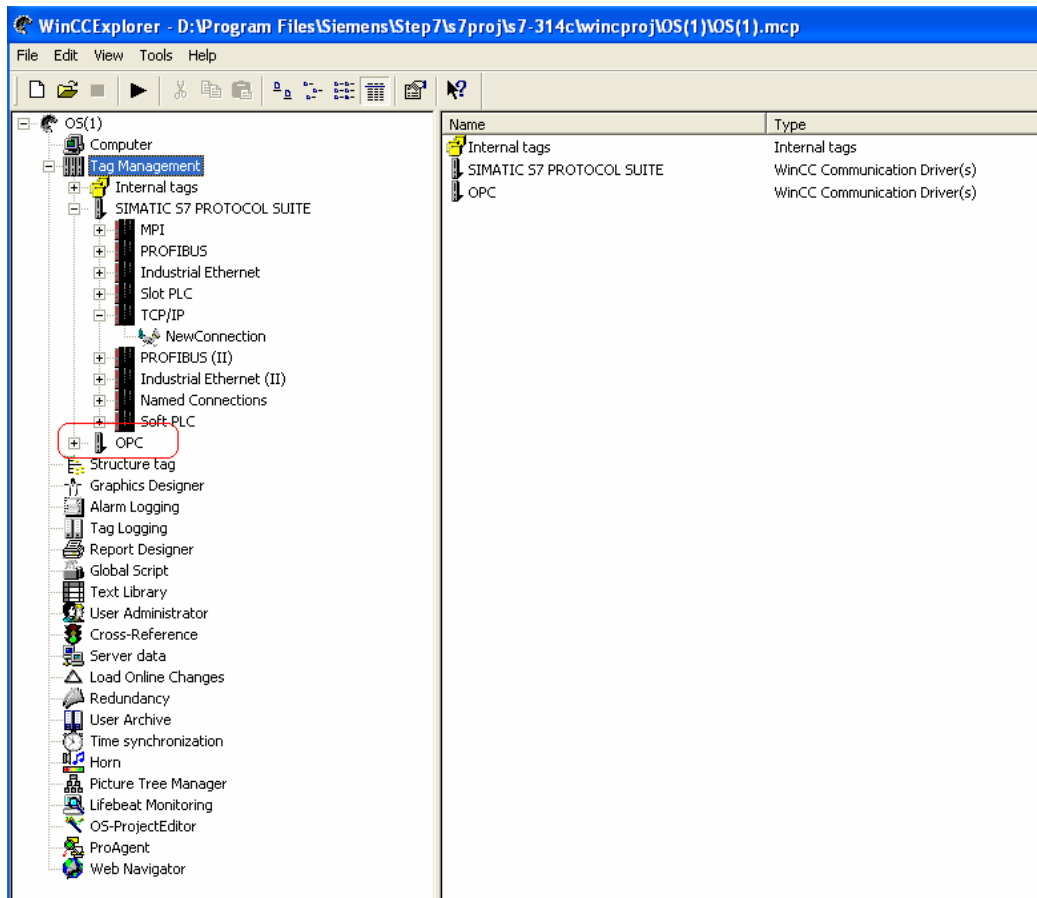 WinCCExplorer - D:\Program Files\Siemens\Step7\s7proj\s7-314c\wincproj\OS(1)\OS(1).mcp
File Edit View Tools Help
OS(1)
Computer
Tag Management
Internal tags
SIMATIC S7 PROTOCOL SUITE
MPI
PROFIBUS
Industrial Ethernet
Slot PLC
TCP/IP
NewConnection
PROFIBUS (II)
Industrial Ethernet (II)
Named Connections
Soft PLC
OPC
Structure tag
Graphics Designer
Alarm Logging
Tag Logging
Report Designer
Global Script
Text Library
User Administrator
Cross-Reference
Server data
Load Online Changes
Redundancy
User Archive
Time synchronization
Horn
Picture Tree Manager
Lifebeat Monitoring
OS-ProjectEditor
ProAgent
Web Navigator
Name Type
Internal tags Internal tags
SIMATIC S7 PROTOCOL SUITE WinCC Communication Driver(s)
OPC WinCC Communication Driver(s)